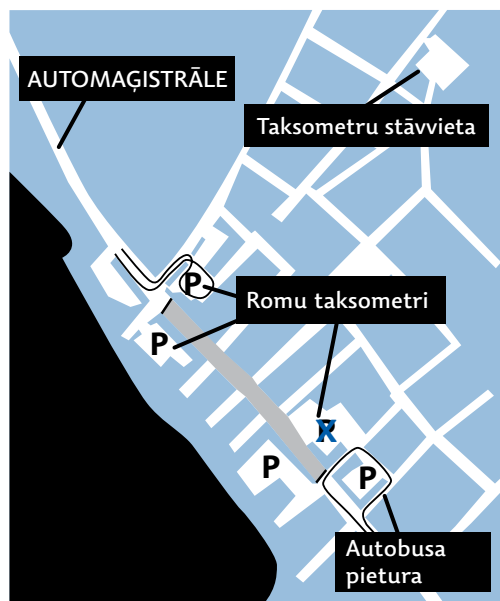 AUTOMAĢISTRĀLE
Taksometru stāvvieta
P
Romu taksometri
P
P
P
P
X
Autobusa
pietura